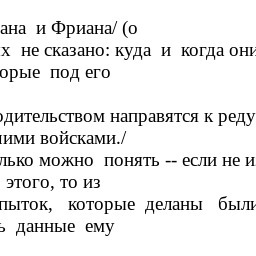 ана и Фриана/ (о
х не сказано: куда и когда они
орые под его
одительством направятся к реду
ими войсками./
лько можно понять -- если не и
этого, то из
пыток, которые деланы были
ь данные ему